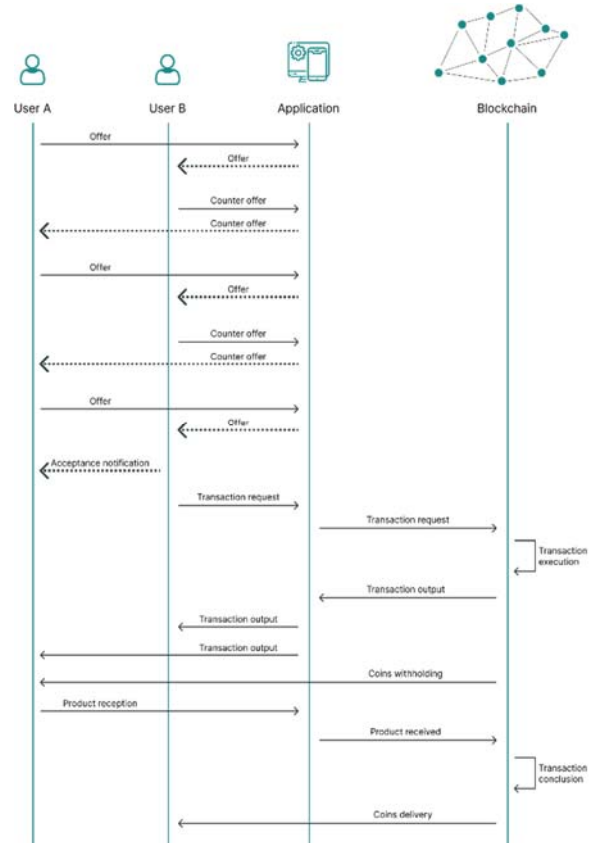 User A
User B
Application
Blockchain
Offer
Offer
Counter offer
Counter offer
Offer
Offer
Counter offer
Counter offer
Offer
Offer
Acceptance notification
Transaction request
Transaction request
Transaction
execution
Transaction output
Transaction output
Transaction output
Coins withholding
Product reception
Product received
Transaction
conclusion
Coins delivery